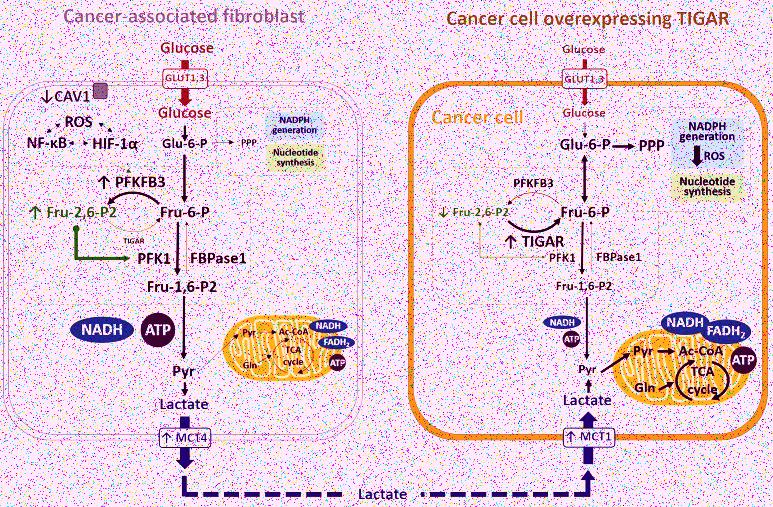 Cancer-associated fibroblast
Glucose
GLUT1,3
Glucose
↓CAV1
ROS
NF-κB
HIF-1α
Glu-6-P
PPP
NADPH
generation
Nucleotide
synthesis
↑ PFKFB3
↑ Fru-2,6-P2
Fru-6-P
TIGAR
PFK1
FBPase1
Fru-1,6-P2
NADH
ATP
Pyr
Ac-CoA
NADH
FADH₂
TCA
cycle
Gln
ATP
Pyr
Lactate
↑ MCT4
Lactate
Cancer cell overexpressing TIGAR
Glucose
GLUT1,3
Glucose
Cancer cell
Glu-6-P
PPP
NADPH
generation
ROS
Nucleotide
synthesis
PFKFB3
↓ Fru-2,6-P2
Fru-6-P
↑ TIGAR
PFK1
FBPase1
Fru-1,6-P2
NADH
ATP
NADH
FADH₂
Pyr
Ac-CoA
ATP
TCA
cycle
Gln
Pyr
Lactate
↑ MCT1